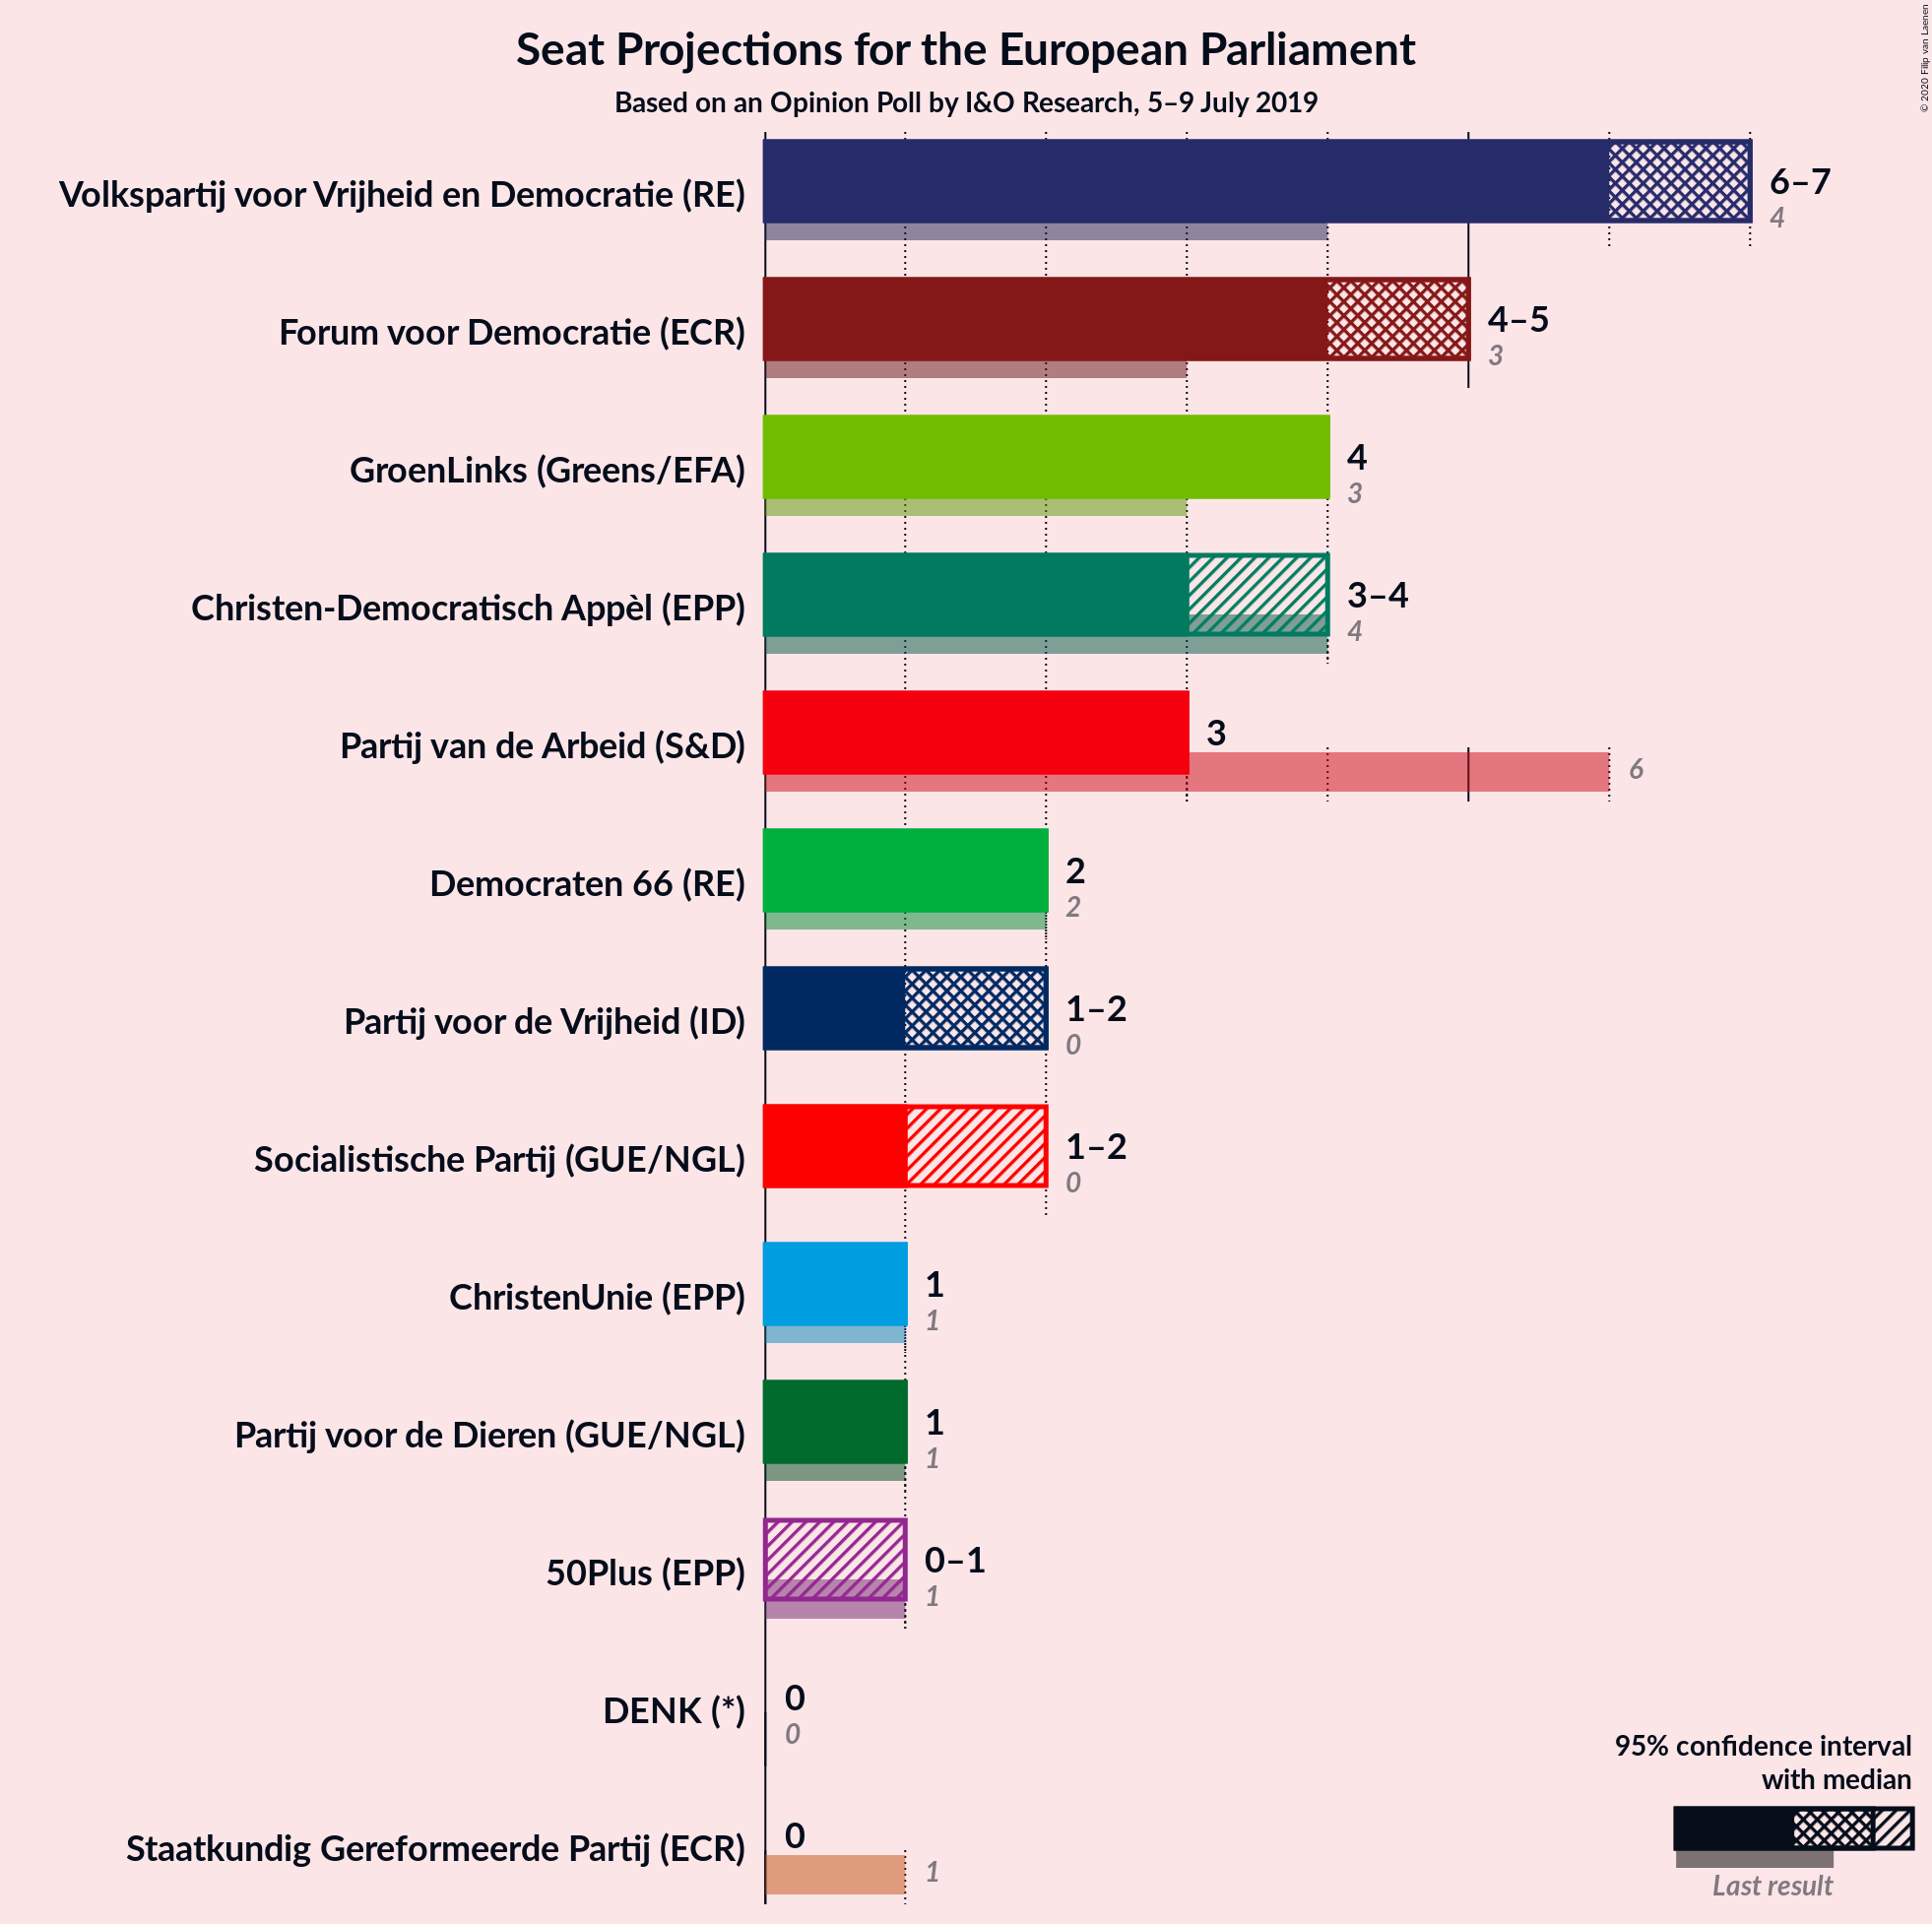 Seat Projections for the European Parliament
Based on an Opinion Poll by I&O Research, 5–9 July 2019
© 2020 Filip van Laenen
Volkspartij voor Vrijheid en Democratie (RE)
6–7
4
Forum voor Democratie (ECR)
4–5
3
GroenLinks (Greens/EFA)
4
3
Christen-Democratisch Appèl (EPP)
3–4
4
Partij van de Arbeid (S&D)
3
6
Democraten 66 (RE)
2
2
Partij voor de Vrijheid (ID)
1–2
0
Socialistische Partij (GUE/NGL)
1–2
0
ChristenUnie (EPP)
1
1
Partij voor de Dieren (GUE/NGL)
1
1
50Plus (EPP)
0–1
1
DENK (*)
0
0
Staatkundig Gereformeerde Partij (ECR)
0
1
95% confidence interval
with median
Last result